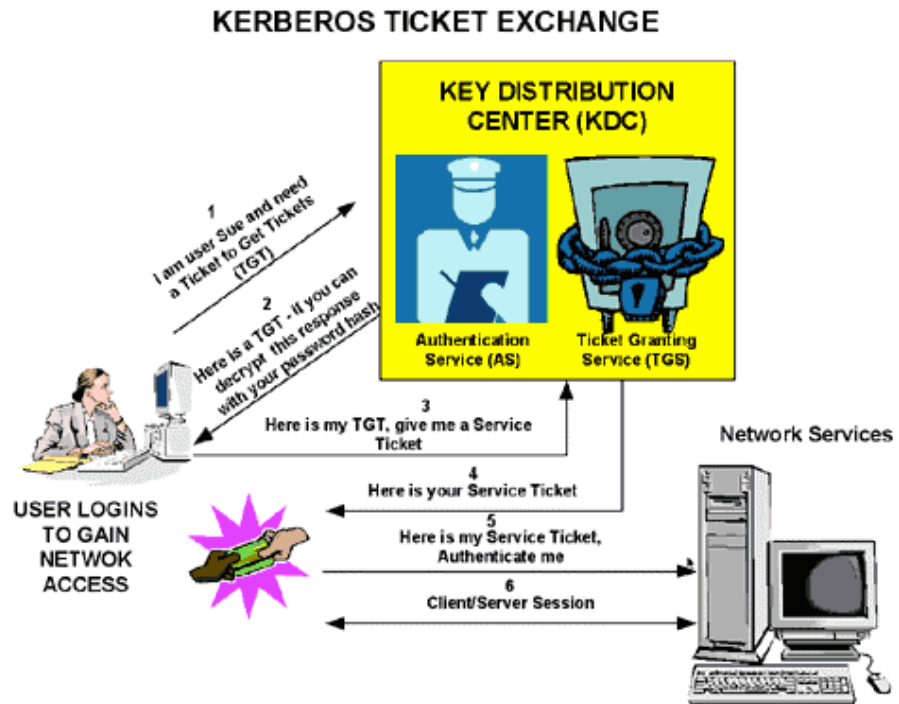 KERBEROS TICKET EXCHANGE
KEY DISTRIBUTION
CENTER (KDC)
Authentication
Service (AS)
Ticket Granting
Service (TGS)
1
I am user Sue and need
a Ticket to Get Tickets
(TGT)
2
Here is a TGT - if you can
decrypt this response
with your password hash
3
Here is my TGT, give me a Service
Ticket
4
Here is your Service Ticket
5
Here is my Service Ticket,
Authenticate me
6
Client/Server Session
USER LOGINS
TO GAIN
NETWOK
ACCESS
Network Services